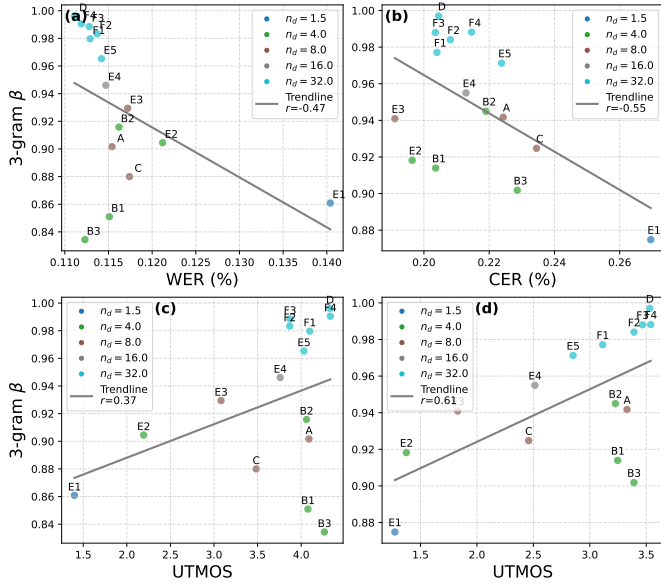 (a)
D
F4
F3
F2
F1
E5
E4
E3
B2
A
E2
C
E1
B1
B3
n_d = 1.5
n_d = 4.0
n_d = 8.0
n_d = 16.0
n_d = 32.0
Trendline
r=-0.47
1.00
0.98
0.96
0.94
0.92
0.90
0.88
0.86
0.84
3-gram β
0.110 0.115 0.120 0.125 0.130 0.135 0.140
WER (%)
(b)
D
F3
F4
F2
F1
E5
E4
B2
A
E3
C
E2
B1
B3
E1
n_d = 1.5
n_d = 4.0
n_d = 8.0
n_d = 16.0
n_d = 32.0
Trendline
r=-0.55
1.00
0.98
0.96
0.94
0.92
0.90
0.88
0.20 0.22 0.24 0.26
CER (%)
(c)
n_d = 1.5
n_d = 4.0
n_d = 8.0
n_d = 16.0
n_d = 32.0
Trendline
r=0.37
D
F4
F3
F2
F1
E5
E4
E3
B2
A
E2
C
E1
B1
B3
1.00
0.98
0.96
0.94
0.92
0.90
0.88
0.86
0.84
3-gram β
1.5 2.0 2.5 3.0 3.5 4.0
UTMOS
(d)
n_d = 1.5
n_d = 4.0
n_d = 8.0
n_d = 16.0
n_d = 32.0
Trendline
r=0.61
D
F3
F4
F2
F1
E5
E4
B2
A
C
E2
B1
B3
E1
1.00
0.98
0.96
0.94
0.92
0.90
0.88
1.5 2.0 2.5 3.0 3.5
UTMOS